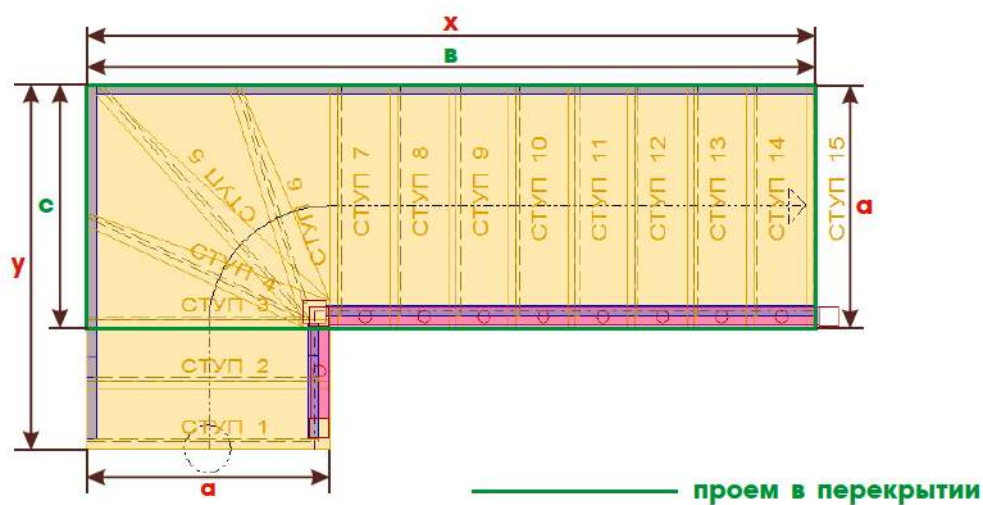 х
в
с
у
а
СТУП 5
СТУП 6
СТУП 7
СТУП 8
СТУП 9
СТУП 10
СТУП 11
СТУП 12
СТУП 13
СТУП 14
СТУП 15
СТУП 4
СТУП 3
СТУП 2
СТУП 1
а
проем в перекрытии